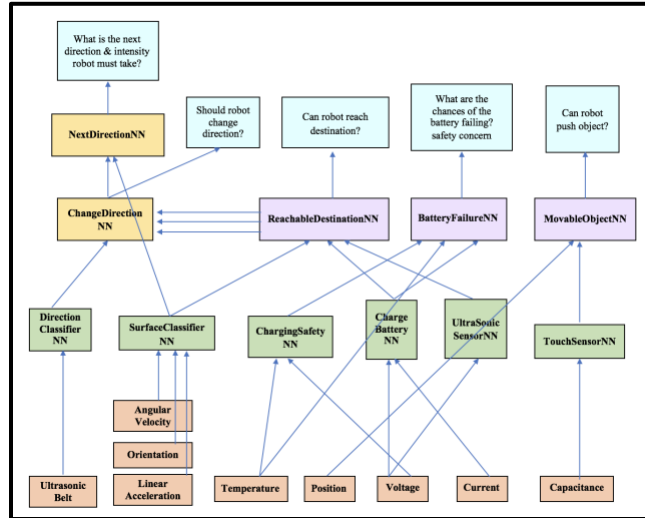 What is the next
direction & intensity
robot must take?
Should robot
change
direction?
Can robot reach
destination?
What are the
chances of the
battery failing?
safety concern
Can robot
push object?
NextDirectionNN
ChangeDirection
NN
ReachableDestinationNN
BatteryFailureNN
MovableObjectNN
Direction
Classifier
NN
SurfaceClassifier
NN
ChargingSafety
NN
Charge
Battery
NN
UltraSonic
SensorNN
TouchSensorNN
Angular
Velocity
Orientation
Linear
Acceleration
Ultrasonic
Belt
Temperature
Position
Voltage
Current
Capacitance